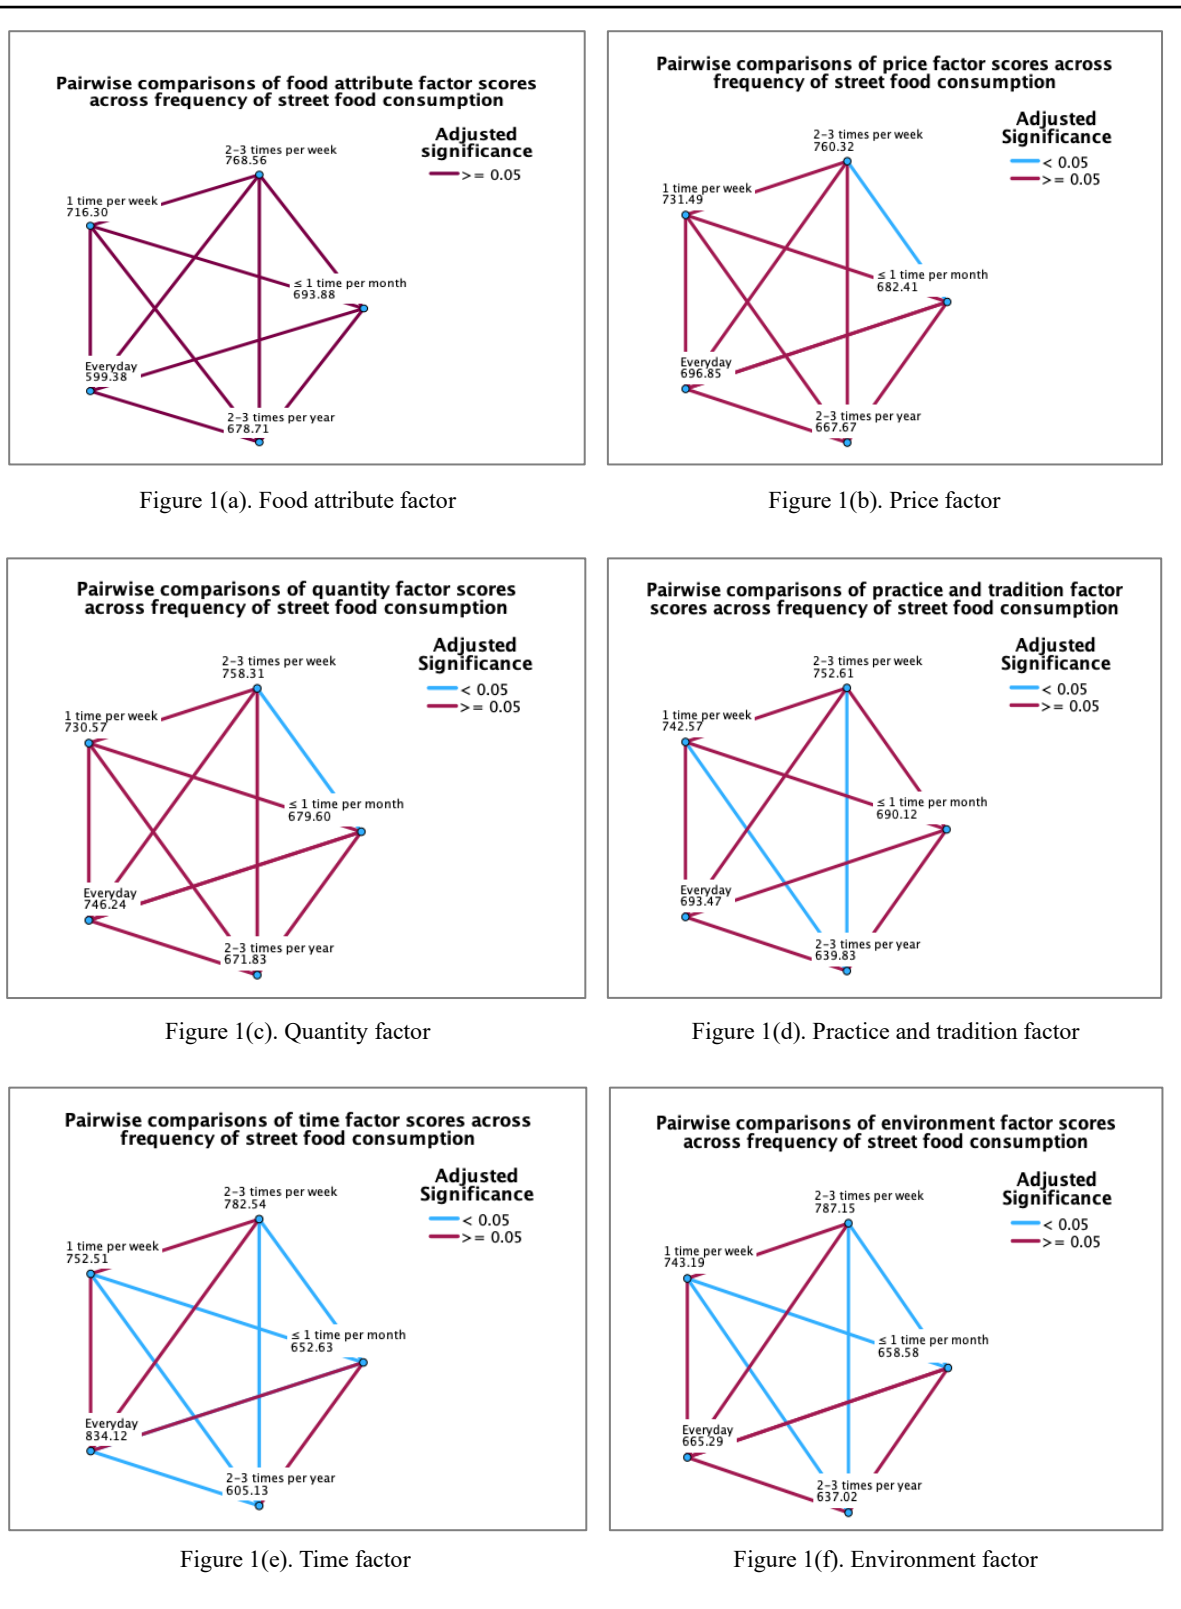 Pairwise comparisons of food attribute factor scores
across frequency of street food consumption
Adjusted
significance
>= 0.05
2-3 times per week
768.56
1 time per week
716.30
≤ 1 time per month
693.88
Everyday
599.38
2-3 times per year
678.71
Figure 1(a). Food attribute factor
Pairwise comparisons of price factor scores across
frequency of street food consumption
Adjusted
Significance
< 0.05
>= 0.05
2-3 times per week
760.32
1 time per week
731.49
≤ 1 time per month
682.41
Everyday
696.85
2-3 times per year
667.67
Figure 1(b). Price factor
Pairwise comparisons of quantity factor scores
across frequency of street food consumption
Adjusted
Significance
< 0.05
>= 0.05
2-3 times per week
758.31
1 time per week
730.57
≤ 1 time per month
679.60
Everyday
746.24
2-3 times per year
671.83
Figure 1(c). Quantity factor
Pairwise comparisons of practice and tradition factor
scores across frequency of street food consumption
Adjusted
Significance
< 0.05
>= 0.05
2-3 times per week
752.61
1 time per week
742.57
≤ 1 time per month
690.12
Everyday
693.47
2-3 times per year
639.83
Figure 1(d). Practice and tradition factor
Pairwise comparisons of time factor scores across
frequency of street food consumption
Adjusted
Significance
< 0.05
>= 0.05
2-3 times per week
782.54
1 time per week
752.51
≤ 1 time per month
652.63
Everyday
834.12
2-3 times per year
605.13
Figure 1(e). Time factor
Pairwise comparisons of environment factor scores
across frequency of street food consumption
Adjusted
Significance
< 0.05
>= 0.05
2-3 times per week
787.15
1 time per week
743.19
≤ 1 time per month
658.58
Everyday
665.29
2-3 times per year
637.02
Figure 1(f). Environment factor